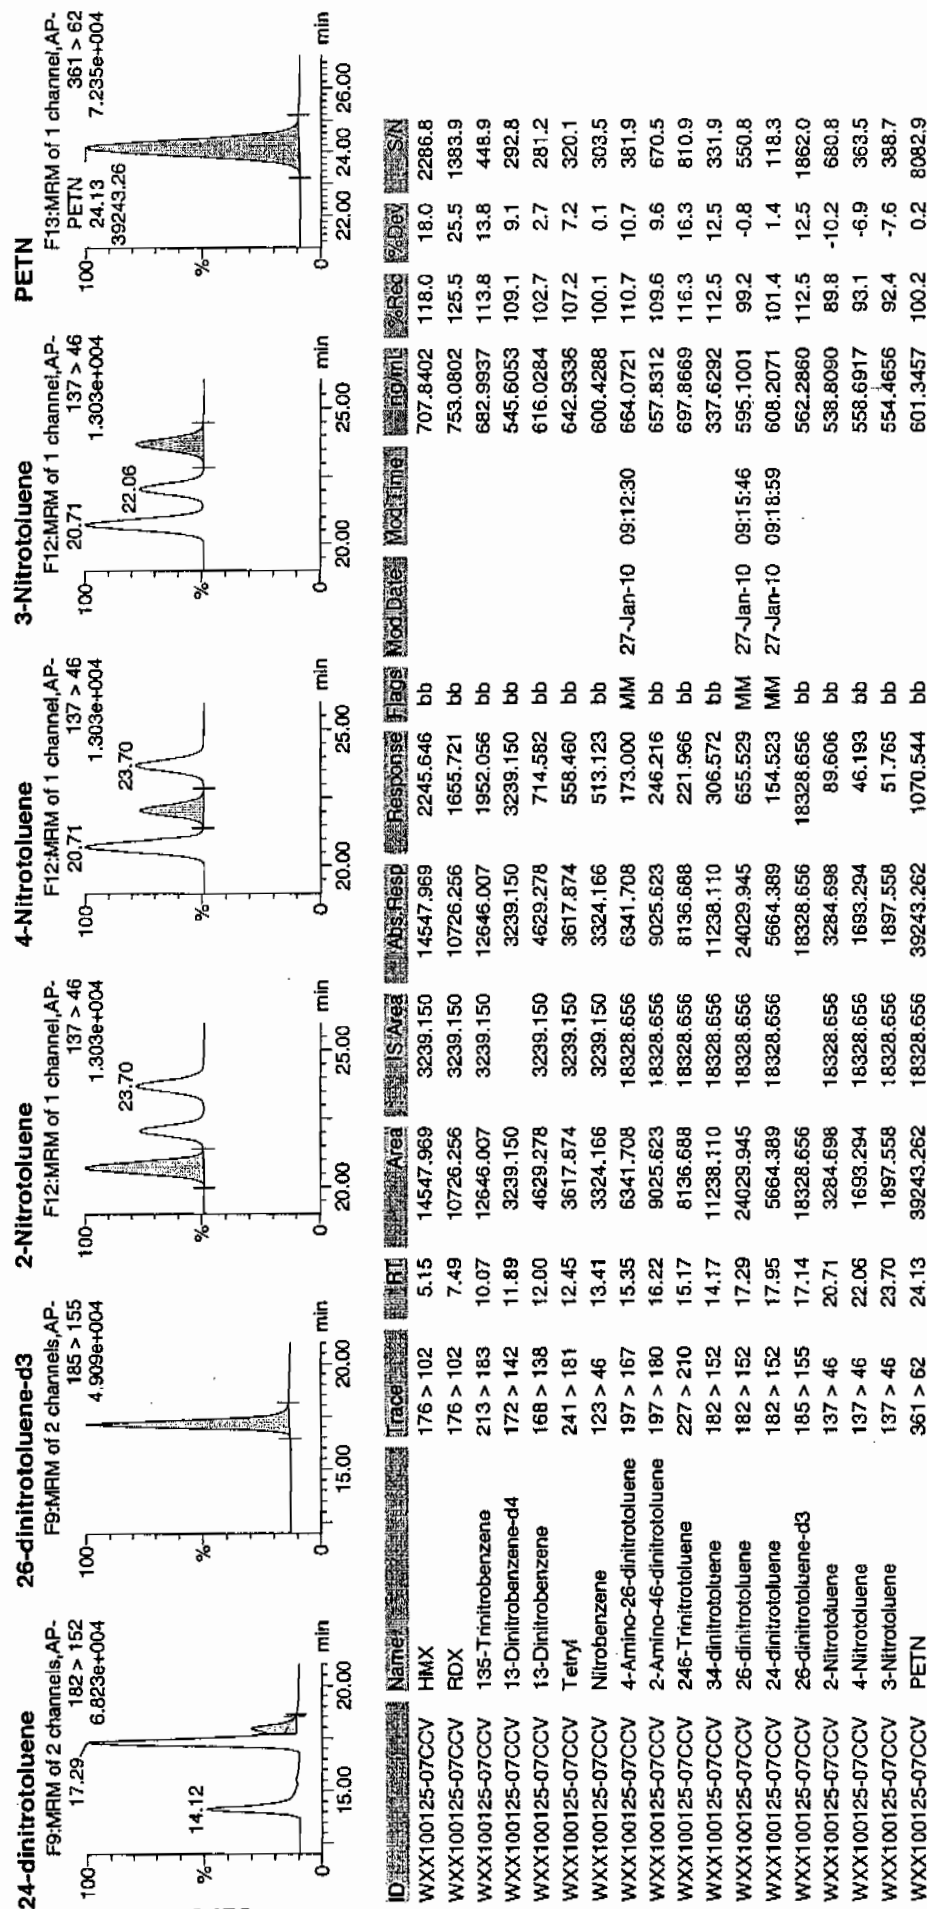 24-dinitrotoluene
F9:MRM of 2 channels,AP-
182 > 152
6.823e+004
17.29
14.12
100
%
0
15.00 20.00 min
26-dinitrotoluene-d3
F9:MRM of 2 channels,AP-
185 > 155
4.909e+004
100
%
0
15.00 20.00 min
2-Nitrotoluene
F12:MRM of 1 channel,AP-
137 > 46
1.303e+004
23.70
100
%
0
20.00 25.00 min
4-Nitrotoluene
F12:MRM of 1 channel,AP-
20.71 137 > 46
1.303e+004
23.70
100
%
0
20.00 25.00 min
3-Nitrotoluene
F12:MRM of 1 channel,AP-
20.71 137 > 46
1.303e+004
22.06
100
%
0
20.00 25.00 min
PETN
F13:MRM of 1 channel,AP-
PETN 361 > 62
24.13 7.235e+004
39243.26
100
%
0
22.00 24.00 26.00 min
ID Name Trace RT Area IS Area Abs.Resp Response Flags Mod.Date Mod.Time ng/mL %Rec %Dev S/N
WXX100125-07CCV HMX 176 > 102 5.15 14547.969 3239.150 14547.969 2245.646 bb 707.8402 118.0 18.0 2286.8
WXX100125-07CCV RDX 176 > 102 7.49 10726.256 3239.150 10726.256 1655.721 bb 753.0802 125.5 25.5 1383.9
WXX100125-07CCV 135-Trinitrobenzene 213 > 183 10.07 12646.007 3239.150 12646.007 1952.056 bb 682.9937 113.8 13.8 448.9
WXX100125-07CCV 13-Dinitrobenzene-d4 172 > 142 11.89 3239.150 3239.150 3239.150 bb 545.6053 109.1 9.1 292.8
WXX100125-07CCV 13-Dinitrobenzene 168 > 138 12.00 4629.278 3239.150 4629.278 714.582 bb 616.0284 102.7 2.7 281.2
WXX100125-07CCV Tetryl 241 > 181 12.45 3617.874 3239.150 3617.874 558.460 bb 642.9336 107.2 7.2 320.1
WXX100125-07CCV Nitrobenzene 123 > 46 13.41 3324.166 3239.150 3324.166 513.123 bb 600.4288 100.1 0.1 303.5
WXX100125-07CCV 4-Amino-26-dinitrotoluene 197 > 167 15.35 6341.708 18328.656 6341.708 173.000 MM 27-Jan-10 09:12:30 664.0721 110.7 10.7 381.9
WXX100125-07CCV 2-Amino-46-dinitrotoluene 197 > 180 16.22 9025.623 18328.656 9025.623 246.216 bb 657.8312 109.6 9.6 670.5
WXX100125-07CCV 246-Trinitrotoluene 227 > 210 15.17 8136.688 18328.656 8136.688 221.966 bb 697.8669 116.3 16.3 810.9
WXX100125-07CCV 34-dinitrotoluene 182 > 152 14.17 11238.110 18328.656 11238.110 306.572 bb 337.6292 112.5 12.5 331.9
WXX100125-07CCV 26-dinitrotoluene 182 > 152 17.29 24029.945 18328.656 24029.945 655.529 MM 27-Jan-10 09:15:46 595.1001 99.2 -0.8 550.8
WXX100125-07CCV 24-dinitrotoluene 182 > 152 17.95 5664.389 18328.656 5664.389 154.523 MM 27-Jan-10 09:18:59 608.2071 101.4 1.4 118.3
WXX100125-07CCV 26-dinitrotoluene-d3 185 > 155 17.14 18328.656 18328.656 18328.656 bb 562.2860 112.5 12.5 1862.0
WXX100125-07CCV 2-Nitrotoluene 137 > 46 20.71 3284.698 18328.656 3284.698 89.606 bb 538.8090 89.8 -10.2 680.8
WXX100125-07CCV 4-Nitrotoluene 137 > 46 22.06 1693.294 18328.656 1693.294 46.193 bb 558.6917 93.1 -6.9 363.5
WXX100125-07CCV 3-Nitrotoluene 137 > 46 23.70 1897.558 18328.656 1897.558 51.765 bb 554.4656 92.4 -7.6 388.7
WXX100125-07CCV PETN 361 > 62 24.13 39243.262 18328.656 39243.262 1070.544 bb 601.3457 100.2 0.2 8082.9